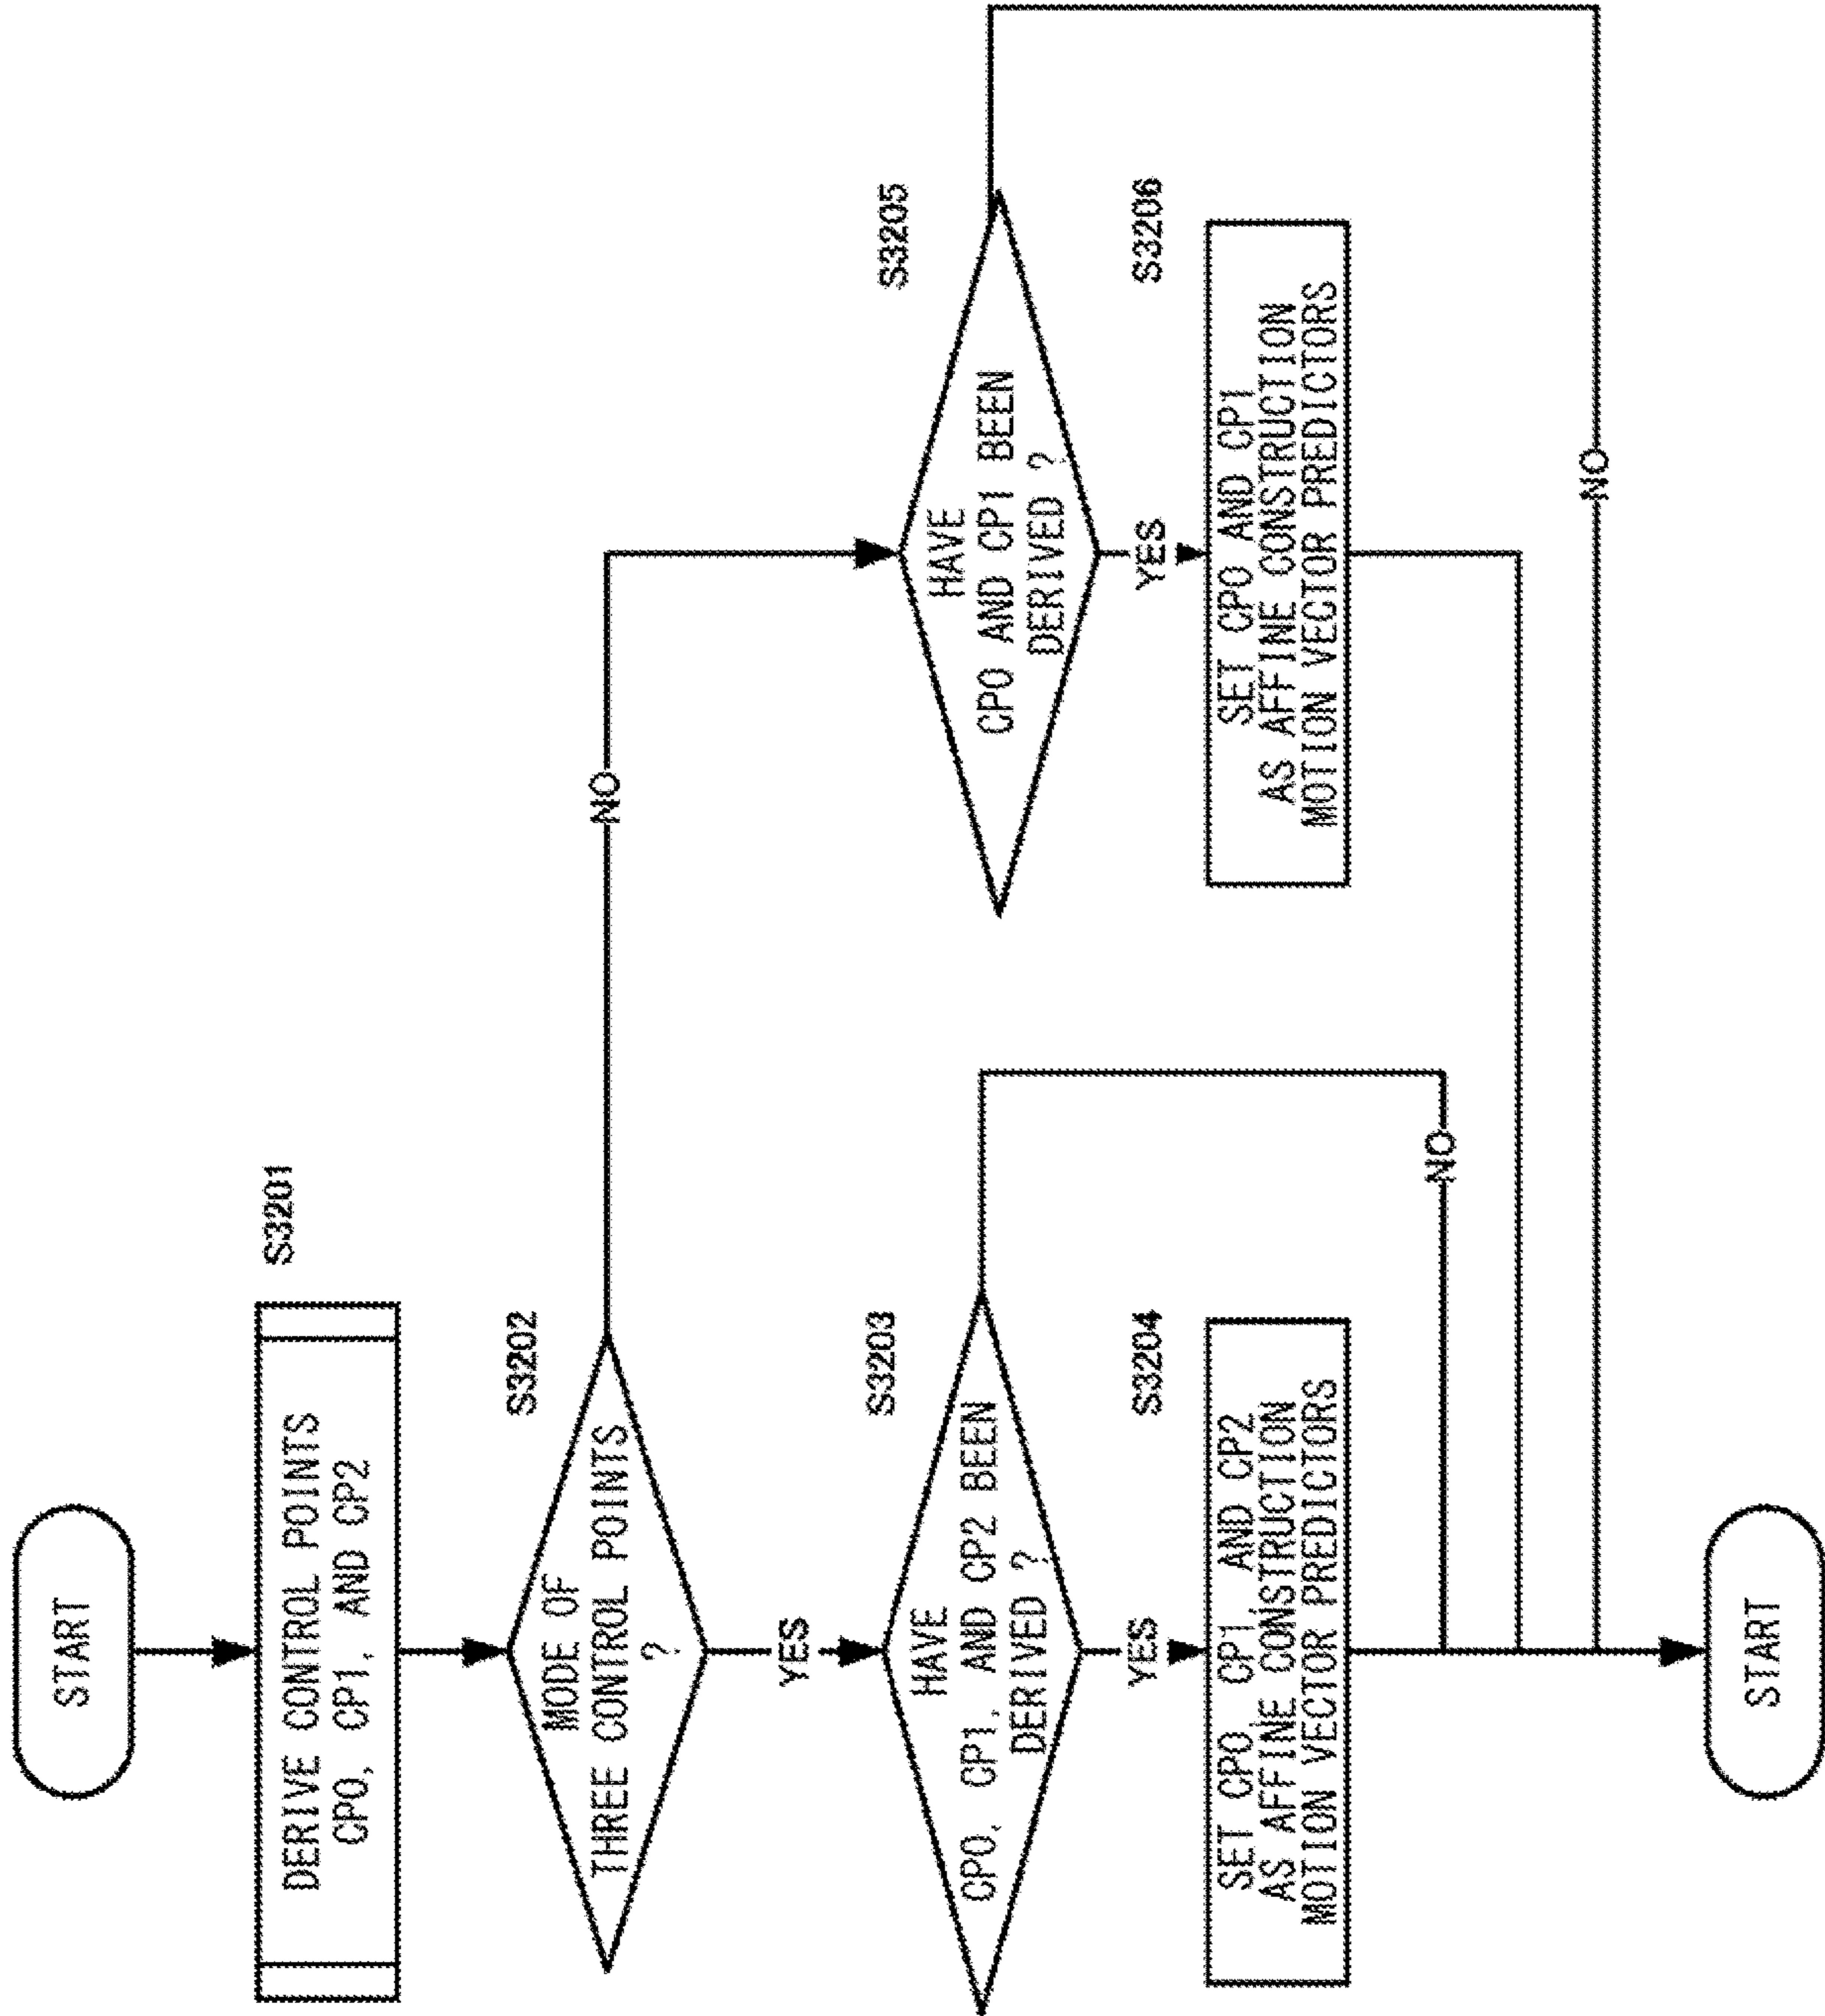 START
S3201
DERIVE CONTROL POINTS
CP0, CP1, AND CP2
S3202
MODE OF
THREE CONTROL POINTS
?
NO
YES
S3203
HAVE
CP0, CP1, AND CP2 BEEN
DERIVED ?
YES
S3204
SET CP0, CP1, AND CP2
AS AFFINE CONSTRUCTION
MOTION VECTOR PREDICTORS
NO
S3205
HAVE
CP0 AND CP1 BEEN
DERIVED ?
YES
S3206
SET CP0 AND CP1
AS AFFINE CONSTRUCTION
MOTION VECTOR PREDICTORS
NO
START